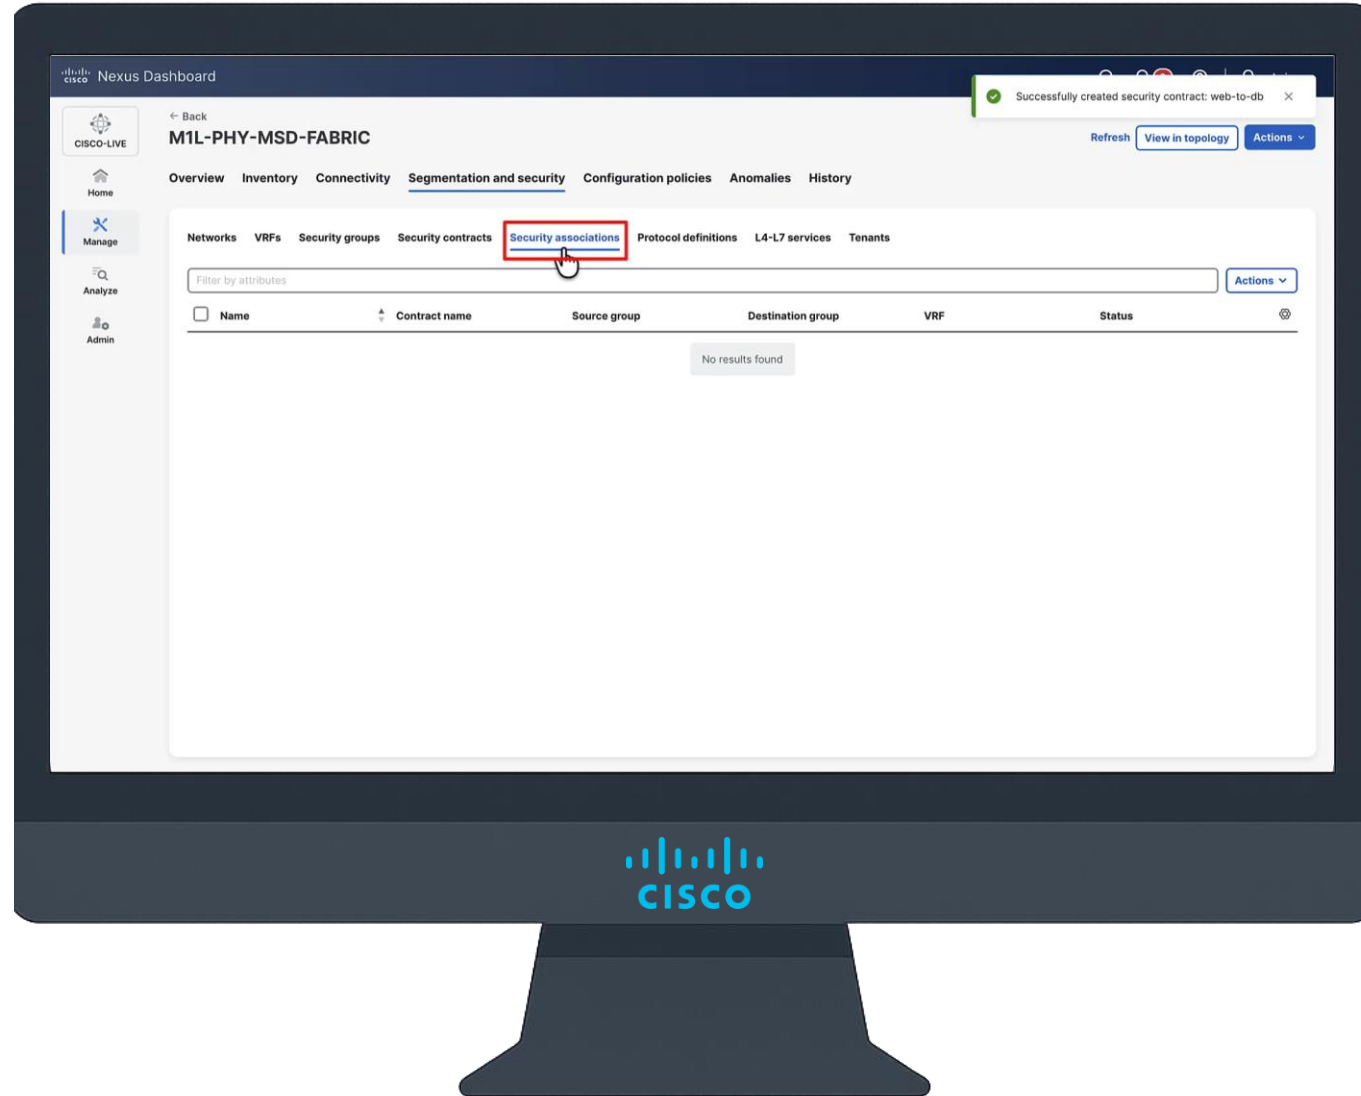 cisco Nexus Dashboard
Successfully created security contract: web-to-db
CISCO-LIVE
Home
Manage
Analyze
Admin
← Back
M1L-PHY-MSD-FABRIC
Refresh View in topology Actions
Overview Inventory Connectivity Segmentation and security Configuration policies Anomalies History
Networks VRFs Security groups Security contracts Security associations Protocol definitions L4-L7 services Tenants
Filter by attributes Actions
Name Contract name Source group Destination group VRF Status
No results found
CISCO